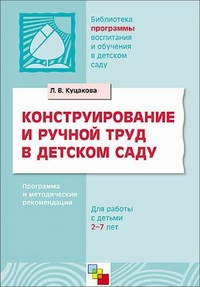 Библиотека
программы
воспитания
и обучения
в детском
саду
Л. В. Куцакова
КОНСТРУИРОВАНИЕ
И РУЧНОЙ ТРУД
В ДЕТСКОМ САДУ
Программа
и методические
рекомендации
Для работы
с детьми
2–7 лет